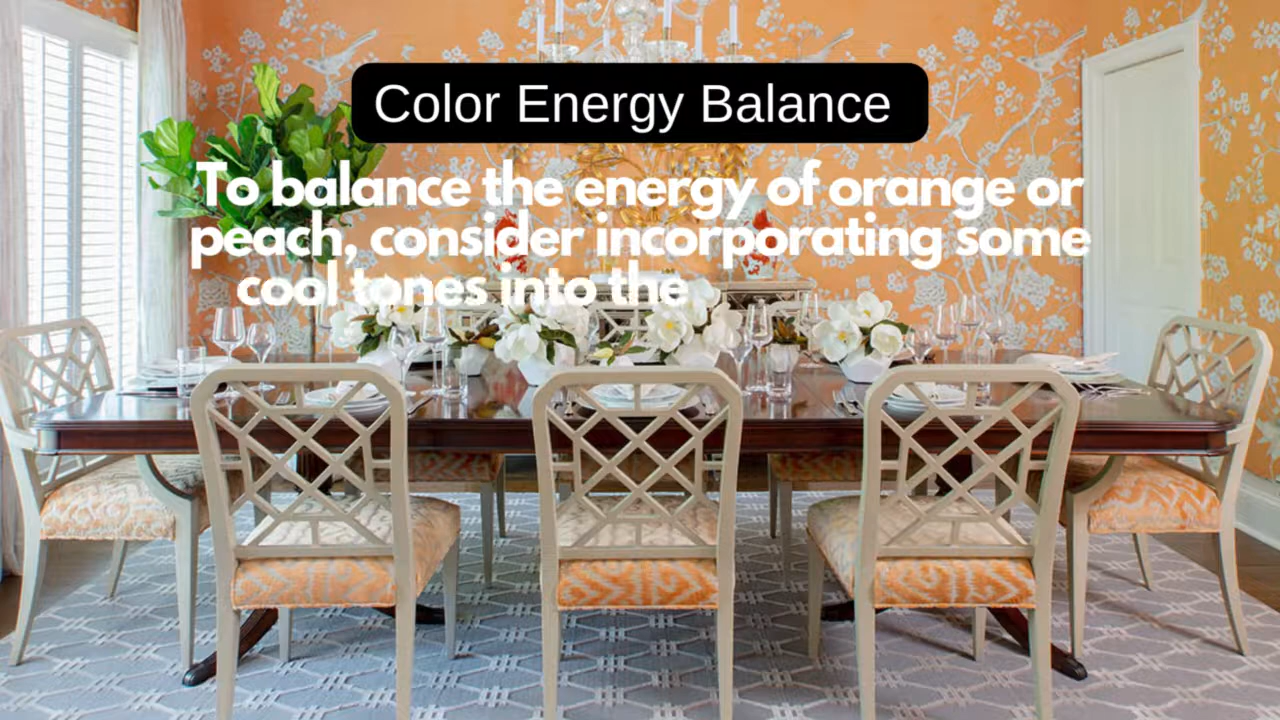 Color Energy Balance
To balance the energy of orange or
peach, consider incorporating some
cool tones into the